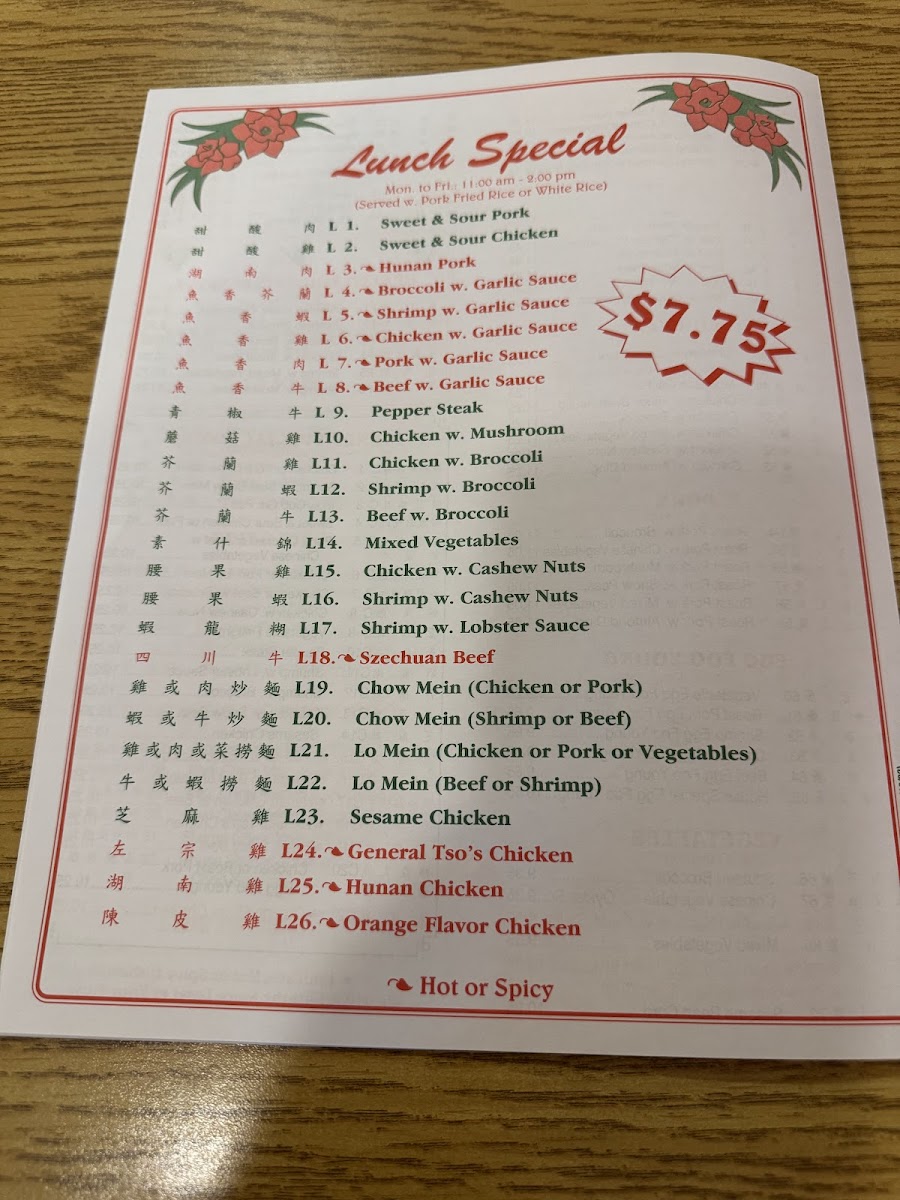 Lunch Special
Mon. to Fri.: 11:00 am - 2:00 pm
(Served w. Pork Fried Rice or White Rice)
甜酸肉 L 1. Sweet & Sour Pork
甜酸雞 L 2. Sweet & Sour Chicken
湖南肉 L 3. Hunan Pork
魚香芥蘭 L 4. Broccoli w. Garlic Sauce
魚香蝦 L 5. Shrimp w. Garlic Sauce
魚香雞 L 6. Chicken w. Garlic Sauce
魚香肉 L 7. Pork w. Garlic Sauce
魚香牛 L 8. Beef w. Garlic Sauce
$7.75
青椒牛 L 9. Pepper Steak
蘑菇雞 L10. Chicken w. Mushroom
芥蘭雞 L11. Chicken w. Broccoli
芥蘭蝦 L12. Shrimp w. Broccoli
芥蘭牛 L13. Beef w. Broccoli
素什錦 L14. Mixed Vegetables
腰果雞 L15. Chicken w. Cashew Nuts
腰果蝦 L16. Shrimp w. Cashew Nuts
蝦龍糊 L17. Shrimp w. Lobster Sauce
四川牛 L18. Szechuan Beef
雞或肉炒麵 L19. Chow Mein (Chicken or Pork)
蝦或牛炒麵 L20. Chow Mein (Shrimp or Beef)
雞或肉或菜撈麵 L21. Lo Mein (Chicken or Pork or Vegetables)
牛或蝦撈麵 L22. Lo Mein (Beef or Shrimp)
芝麻雞 L23. Sesame Chicken
左宗雞 L24. General Tso's Chicken
湖南雞 L25. Hunan Chicken
陳皮雞 L26. Orange Flavor Chicken
Hot or Spicy